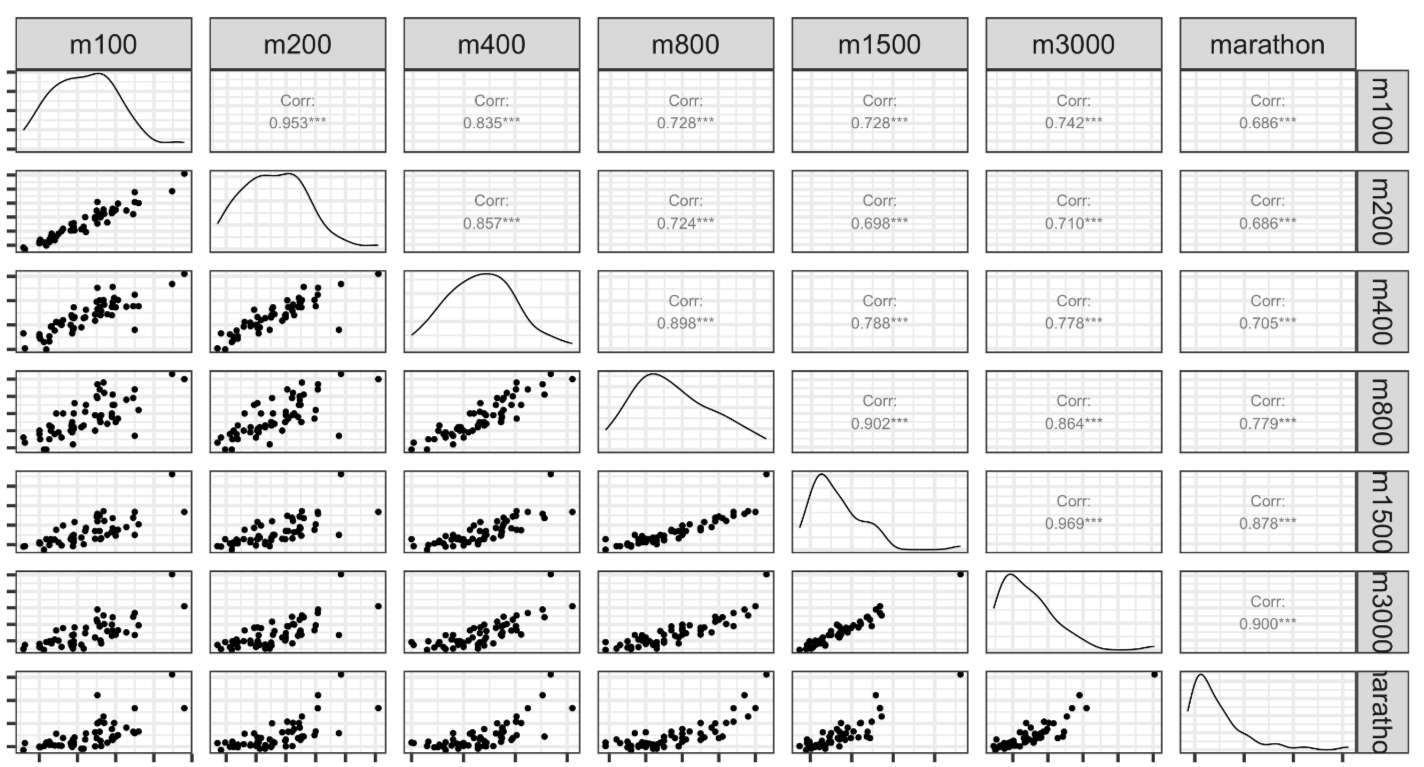 m100 m200 m400 m800 m1500 m3000 marathon
Corr: Corr: Corr: Corr: Corr: Corr:
0.953*** 0.835*** 0.728*** 0.728*** 0.742*** 0.686***
m100
Corr: Corr: Corr: Corr: Corr:
0.857*** 0.724*** 0.698*** 0.710*** 0.686***
m200
Corr: Corr: Corr: Corr:
0.898*** 0.788*** 0.778*** 0.705***
m400
Corr: Corr: Corr:
0.902*** 0.864*** 0.779***
m800
Corr: Corr:
0.969*** 0.878***
m1500
Corr:
0.900***
m3000
maratho